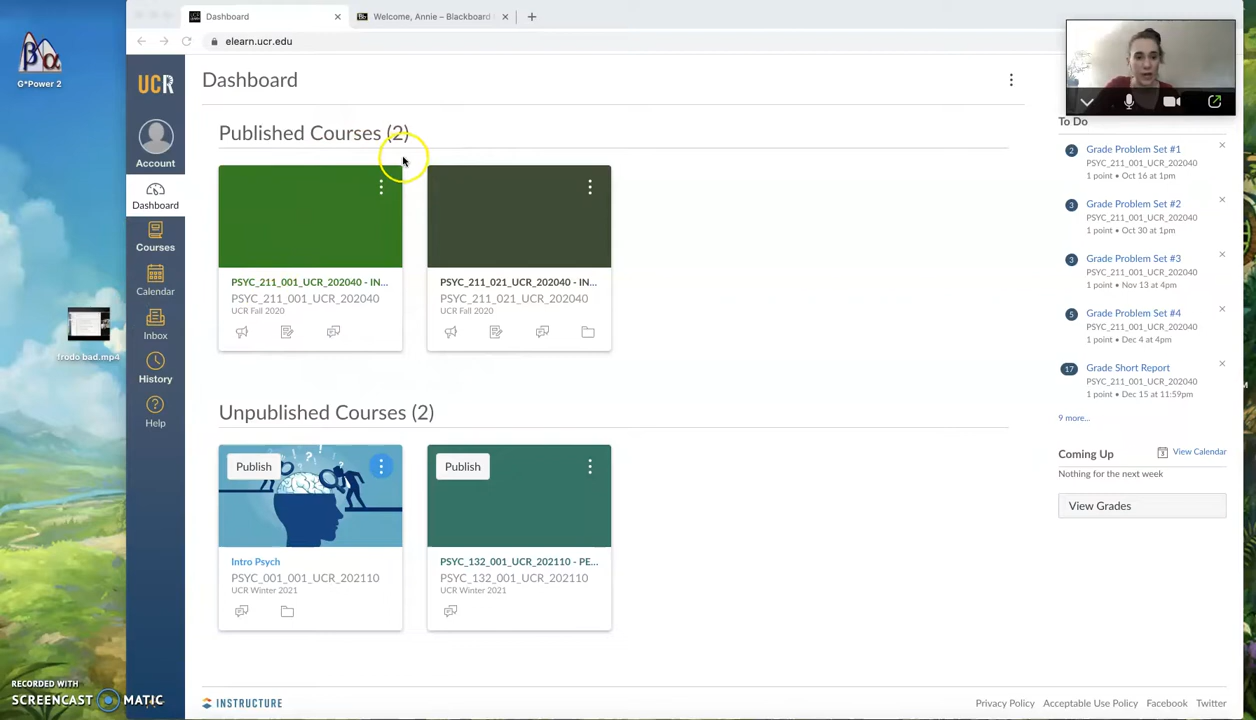 Dashboard
Welcome, Annie – Blackboard
elearn.ucr.edu
G*Power 2
UCR
Account
Dashboard
Courses
Calendar
Inbox
History
Help
frodo bad.mp4
Dashboard
Published Courses (2)
PSYC_211_001_UCR_202040 - IN...
PSYC_211_001_UCR_202040
UCR Fall 2020
PSYC_211_021_UCR_202040 - IN...
PSYC_211_021_UCR_202040
UCR Fall 2020
Unpublished Courses (2)
Publish
Intro Psych
PSYC_001_001_UCR_202110
UCR Winter 2021
Publish
PSYC_132_001_UCR_202110 - PE...
PSYC_132_001_UCR_202110
UCR Winter 2021
To Do
2
Grade Problem Set #1
PSYC_211_001_UCR_202040
1 point • Oct 16 at 1pm
3
Grade Problem Set #2
PSYC_211_001_UCR_202040
1 point • Oct 30 at 1pm
3
Grade Problem Set #3
PSYC_211_001_UCR_202040
1 point • Nov 13 at 4pm
5
Grade Problem Set #4
PSYC_211_001_UCR_202040
1 point • Dec 4 at 4pm
17
Grade Short Report
PSYC_211_001_UCR_202040
1 point • Dec 15 at 11:59pm
9 more...
Coming Up
View Calendar
Nothing for the next week
View Grades
INSTRUCTURE
Privacy Policy
Acceptable Use Policy
Facebook
Twitter
RECORDED WITH
SCREENCAST MATIC